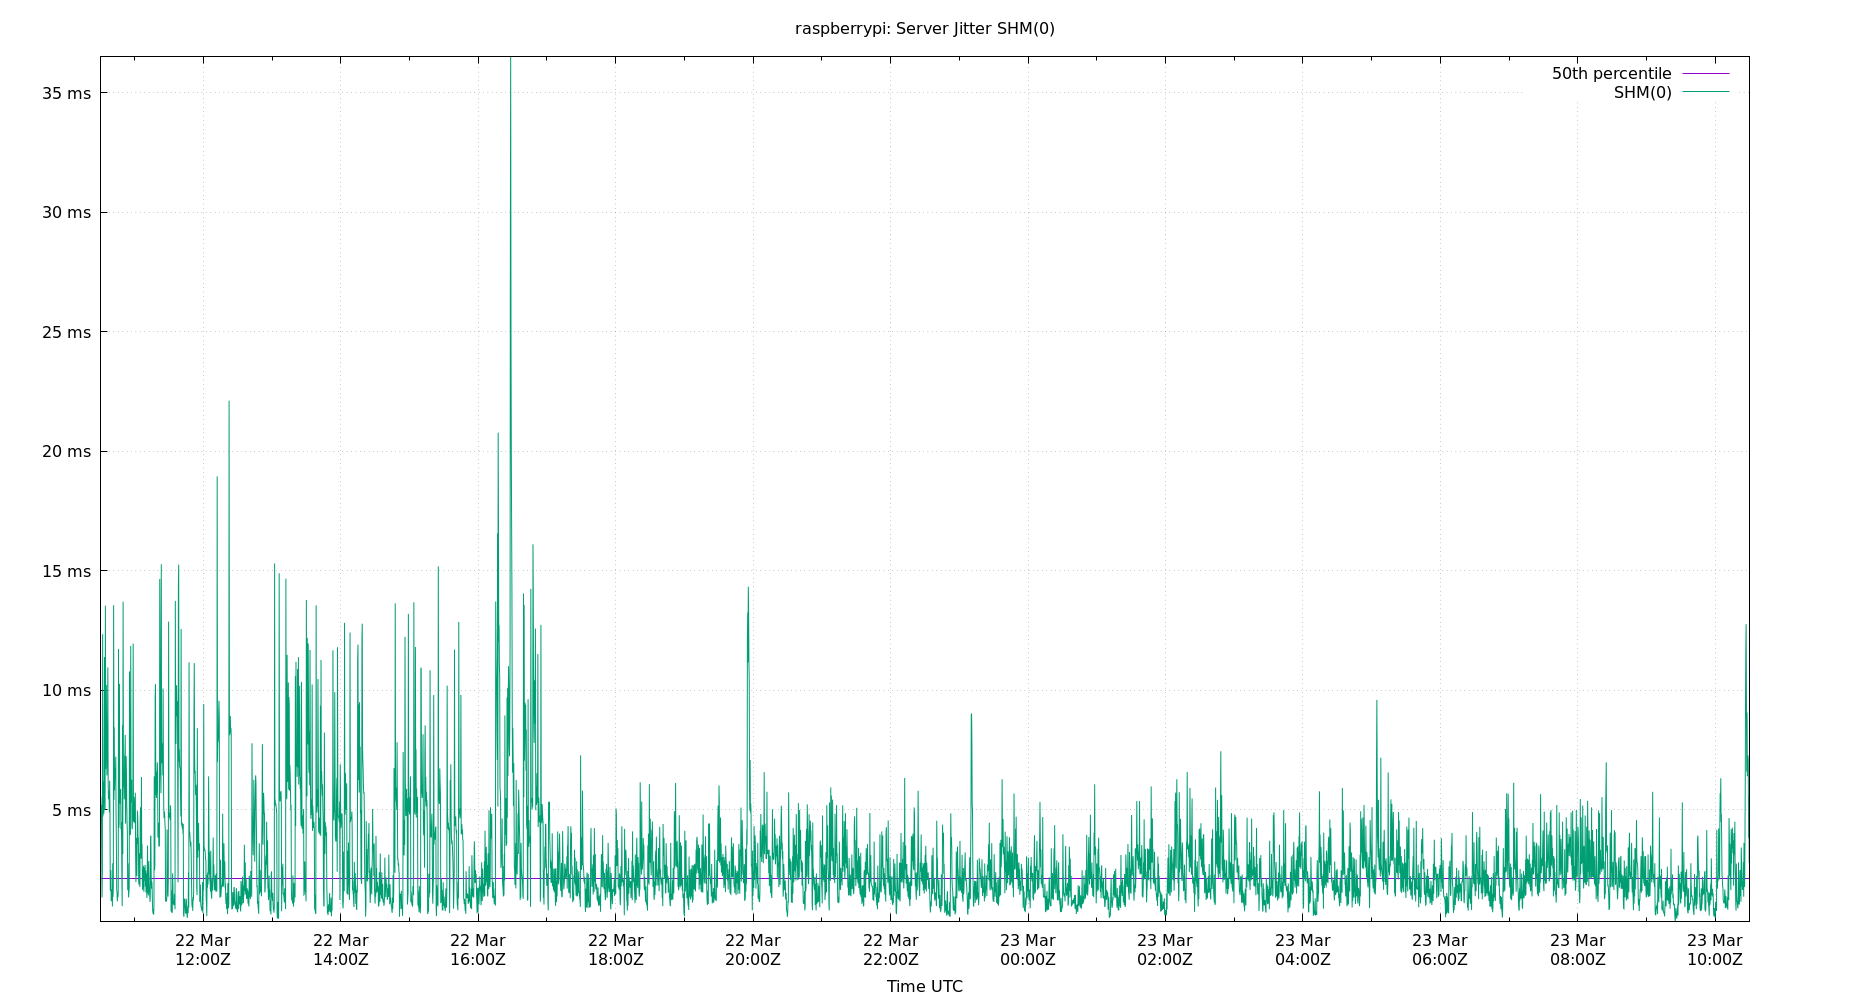 raspberrypi: Server Jitter SHM(0)
50th percentile
SHM(0)
35 ms
30 ms
25 ms
20 ms
15 ms
10 ms
5 ms
22 Mar 22 Mar 22 Mar 22 Mar 22 Mar 22 Mar 23 Mar 23 Mar 23 Mar 23 Mar 23 Mar 23 Mar
12:00Z 14:00Z 16:00Z 18:00Z 20:00Z 22:00Z 00:00Z 02:00Z 04:00Z 06:00Z 08:00Z 10:00Z
Time UTC